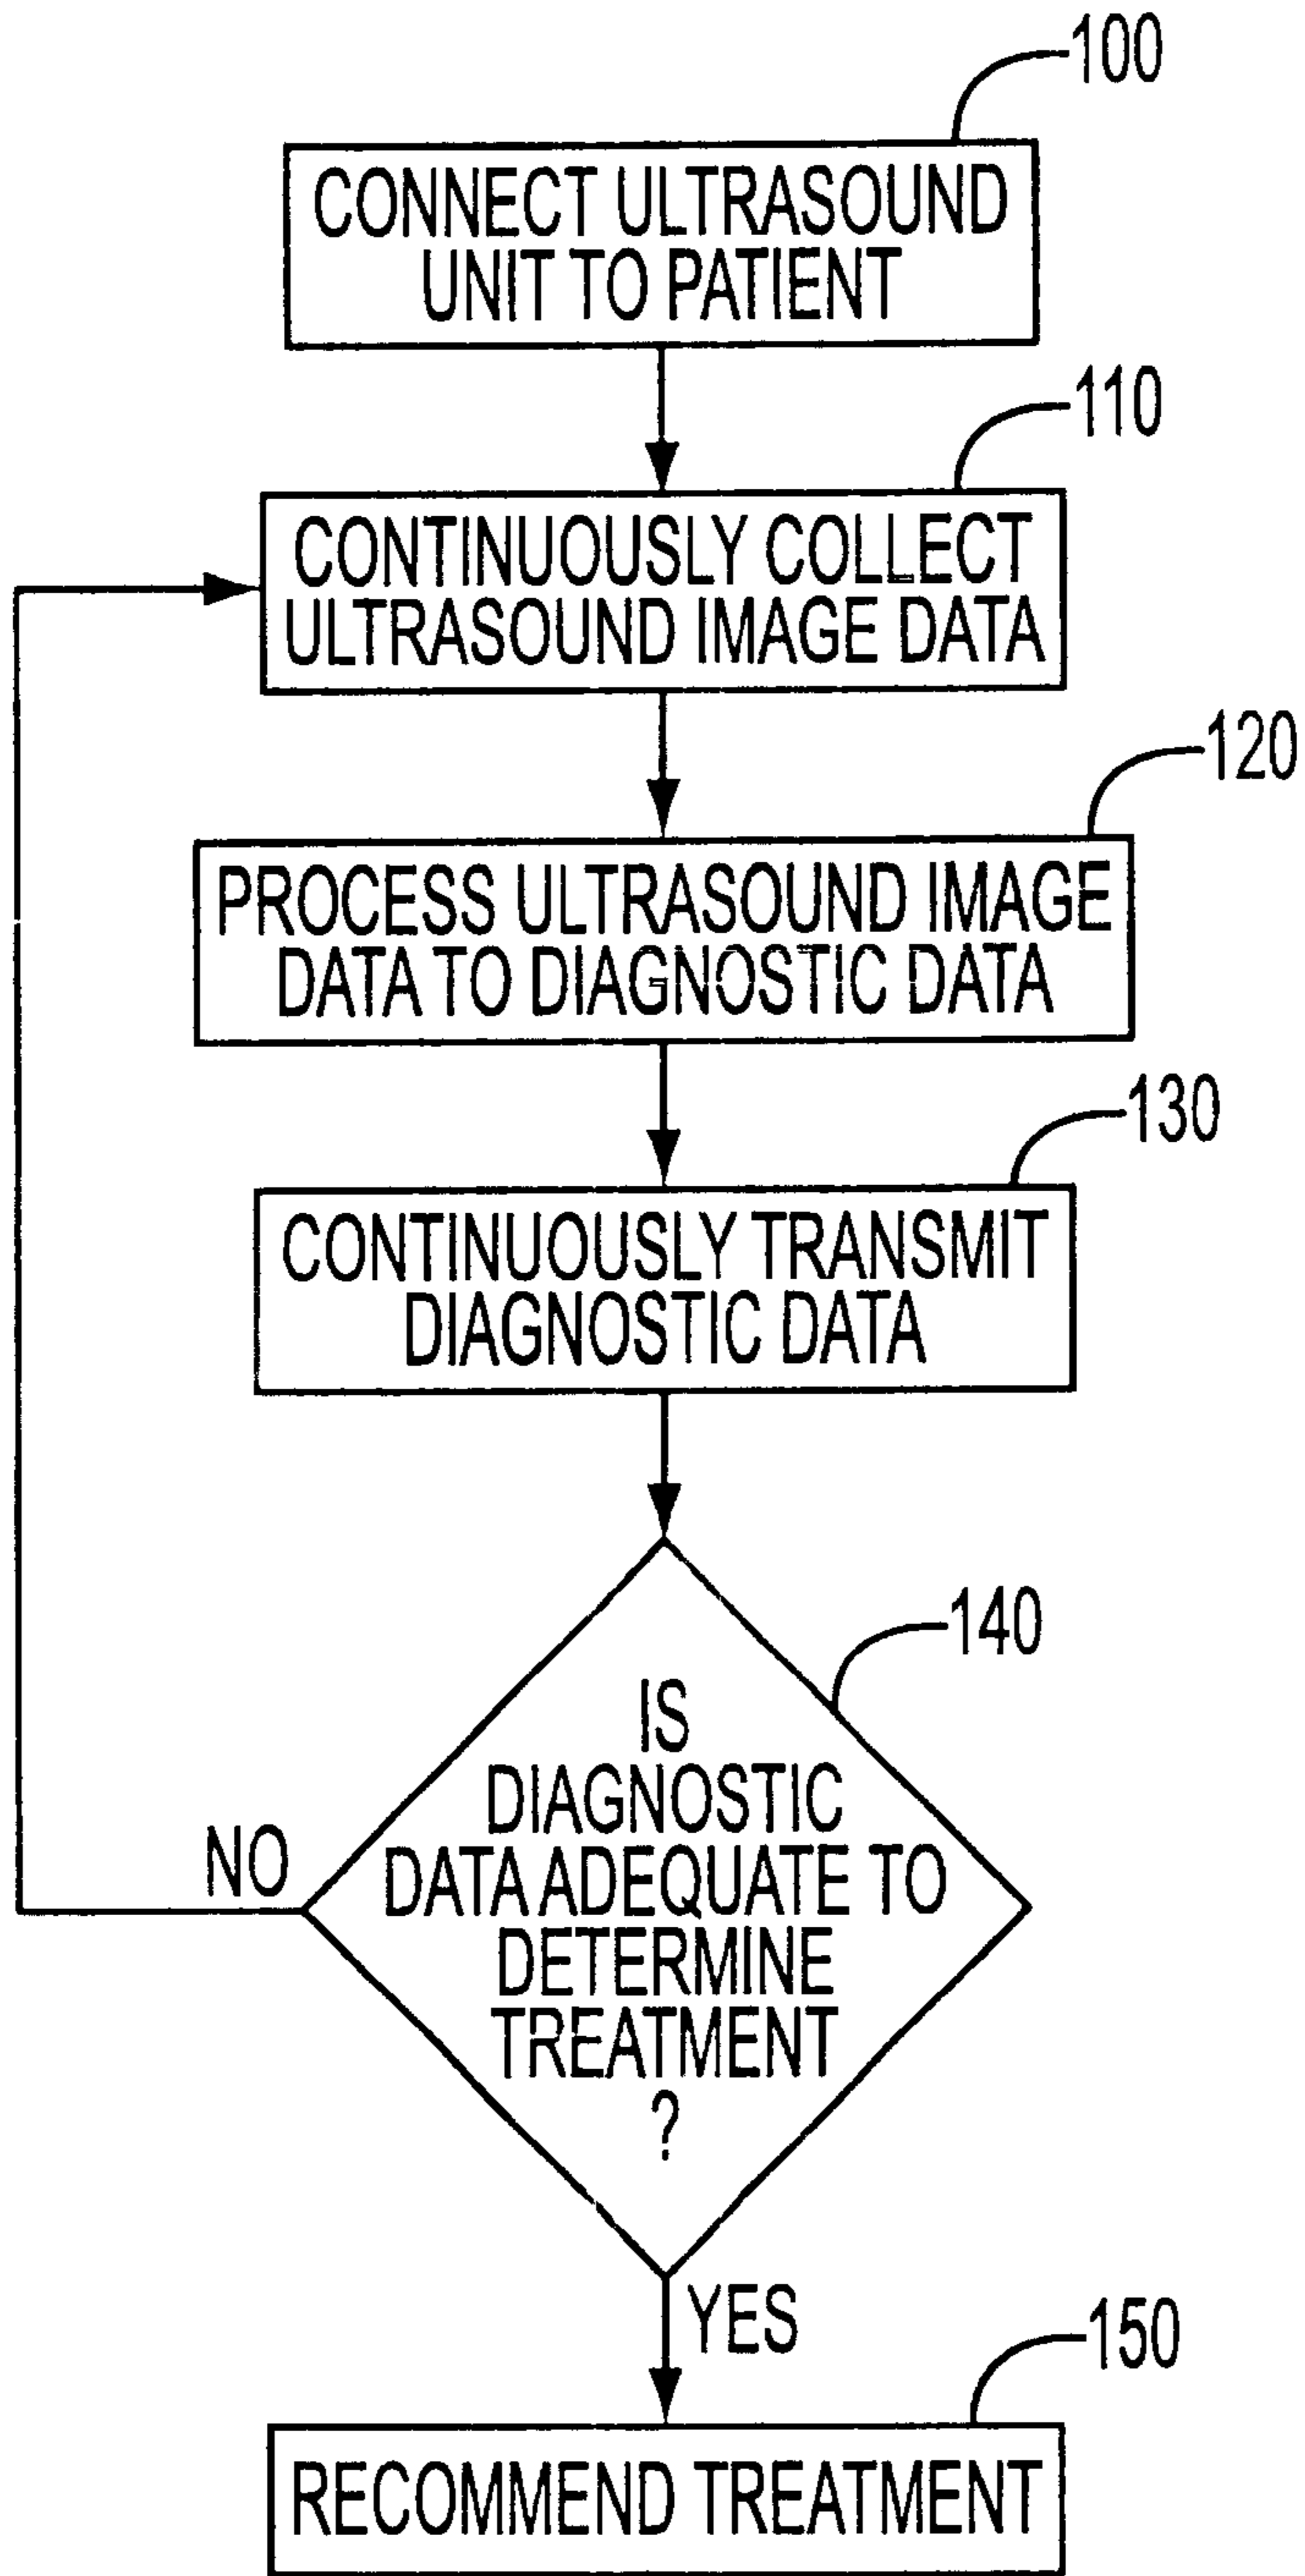 100
CONNECT ULTRASOUND
UNIT TO PATIENT
110
CONTINUOUSLY COLLECT
ULTRASOUND IMAGE DATA
120
PROCESS ULTRASOUND IMAGE
DATA TO DIAGNOSTIC DATA
130
CONTINUOUSLY TRANSMIT
DIAGNOSTIC DATA
140
IS
DIAGNOSTIC
DATA ADEQUATE TO
DETERMINE
TREATMENT
?
NO
YES
150
RECOMMEND TREATMENT